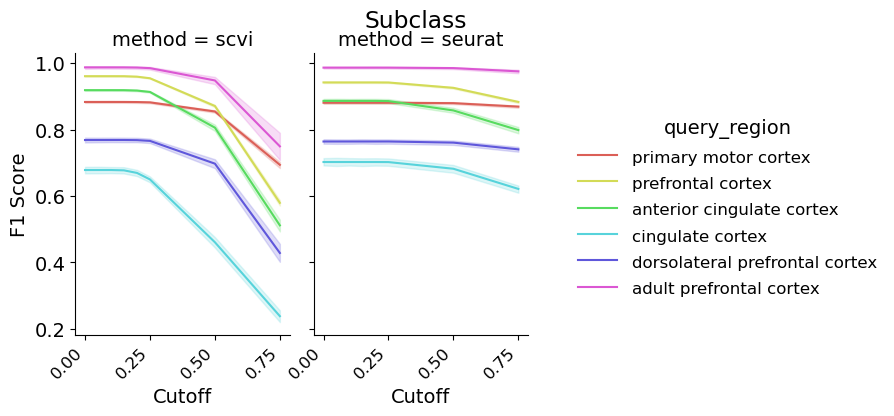 Subclass
method = scvi
method = seurat
F1 Score
1.0
0.8
0.6
0.4
0.2
0.00
0.25
0.50
0.75
Cutoff
0.00
0.25
0.50
0.75
Cutoff
query_region
primary motor cortex
prefrontal cortex
anterior cingulate cortex
cingulate cortex
dorsolateral prefrontal cortex
adult prefrontal cortex